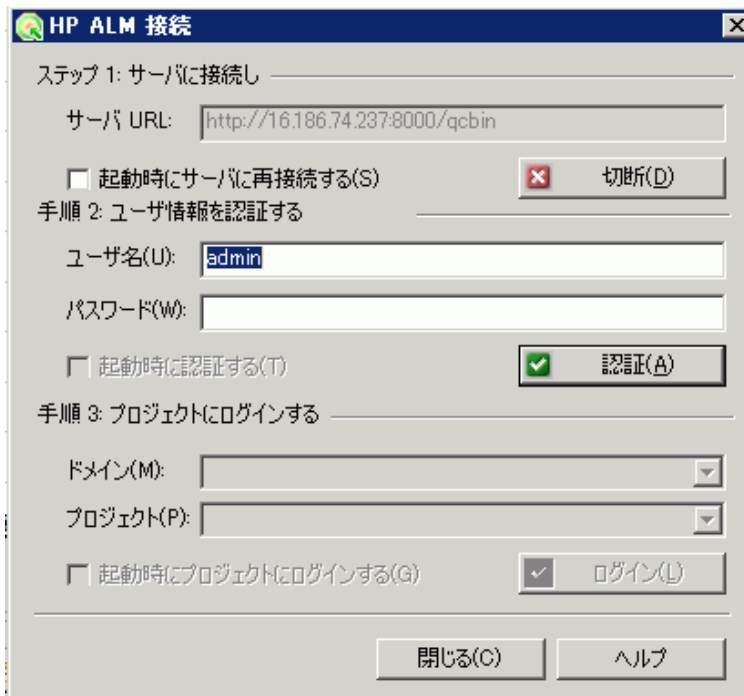 HP ALM 接続
ステップ 1: サーバに接続し
サーバ URL: http://16.186.74.237:8000/qcbin
起動時にサーバに再接続する(S) 切断(D)
手順 2: ユーザ情報を認証する
ユーザ名(U): admin
パスワード(W):
起動時に認証する(T) 認証(A)
手順 3: プロジェクトにログインする
ドメイン(M):
プロジェクト(P):
起動時にプロジェクトにログインする(G) ログイン(L)
閉じる(C) ヘルプ